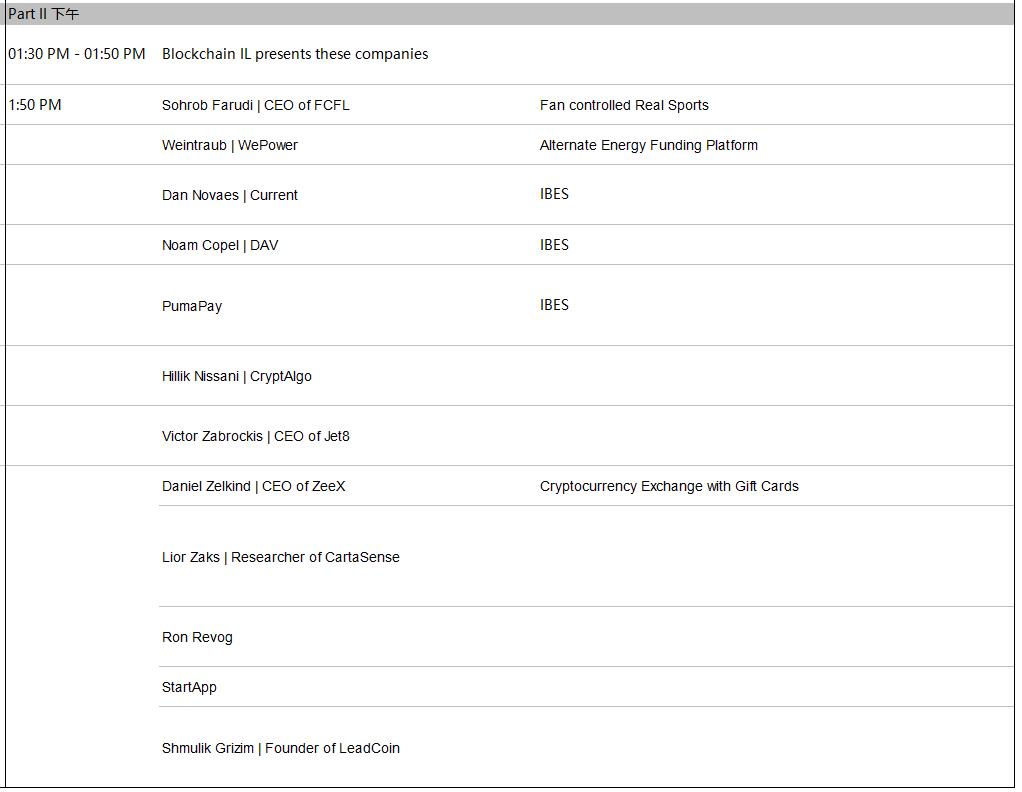 Part II 下午
01:30 PM - 01:50 PM Blockchain IL presents these companies
1:50 PM Sohrob Farudi | CEO of FCFL Fan controlled Real Sports
Weintraub | WePower Alternate Energy Funding Platform
Dan Novaes | Current IBES
Noam Copel | DAV IBES
PumaPay IBES
Hillik Nissani | CryptAlgo
Victor Zabrockis | CEO of Jet8
Daniel Zelkind | CEO of ZeeX Cryptocurrency Exchange with Gift Cards
Lior Zaks | Researcher of CartaSense
Ron Revog
StartApp
Shmulik Grizim | Founder of LeadCoin